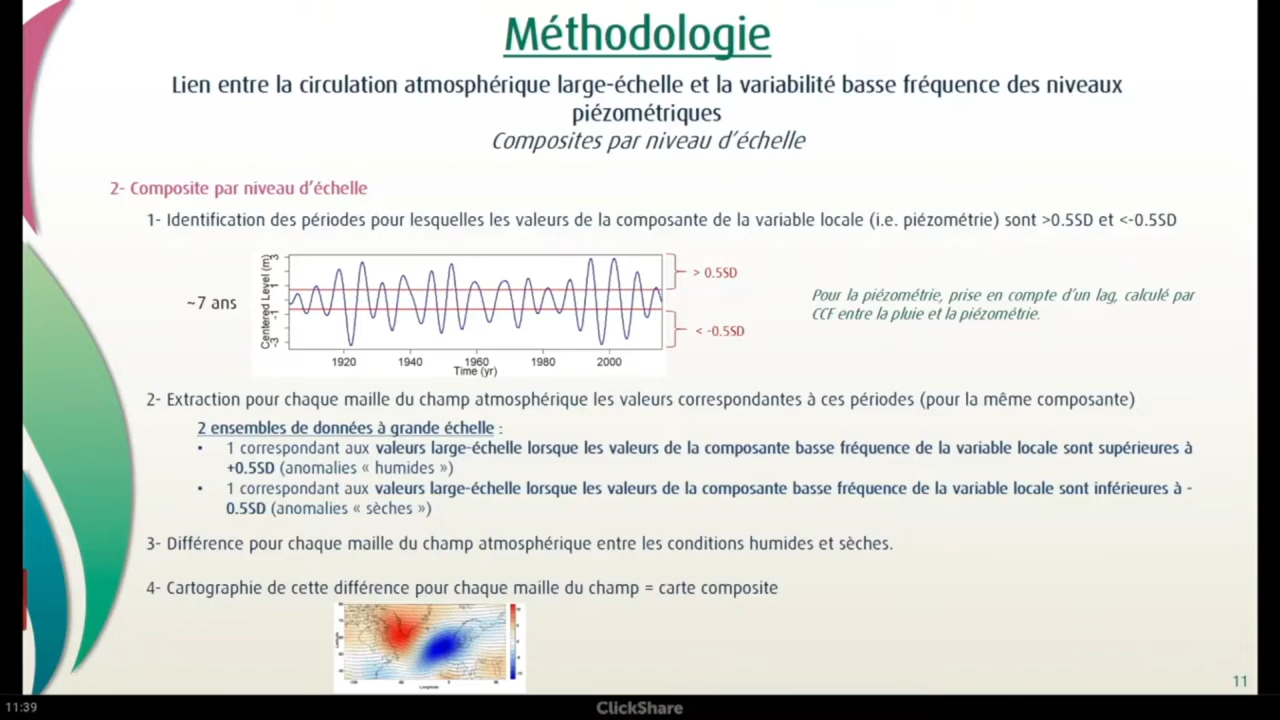 Méthodologie
Lien entre la circulation atmosphérique large-échelle et la variabilité basse fréquence des niveaux
piézométriques
Composites par niveau d'échelle
2- Composite par niveau d'échelle
1- Identification des périodes pour lesquelles les valeurs de la composante de la variable locale (i.e. piézométrie) sont >0.5SD et <-0.5SD
~7 ans
Centered Level (m)
3
1
-1
-3
1920 1940 1960 1980 2000
Time (yr)
> 0.5SD
< -0.5SD
Pour la piézométrie, prise en compte d'un lag, calculé par
CCF entre la pluie et la piézométrie.
2- Extraction pour chaque maille du champ atmosphérique les valeurs correspondantes à ces périodes (pour la même composante)
2 ensembles de données à grande échelle :
• 1 correspondant aux valeurs large-échelle lorsque les valeurs de la composante basse fréquence de la variable locale sont supérieures à
+0.5SD (anomalies « humides »)
• 1 correspondant aux valeurs large-échelle lorsque les valeurs de la composante basse fréquence de la variable locale sont inférieures à -
0.5SD (anomalies « sèches »)
3- Différence pour chaque maille du champ atmosphérique entre les conditions humides et sèches.
4- Cartographie de cette différence pour chaque maille du champ = carte composite
Longitude
11
11:39
ClickShare